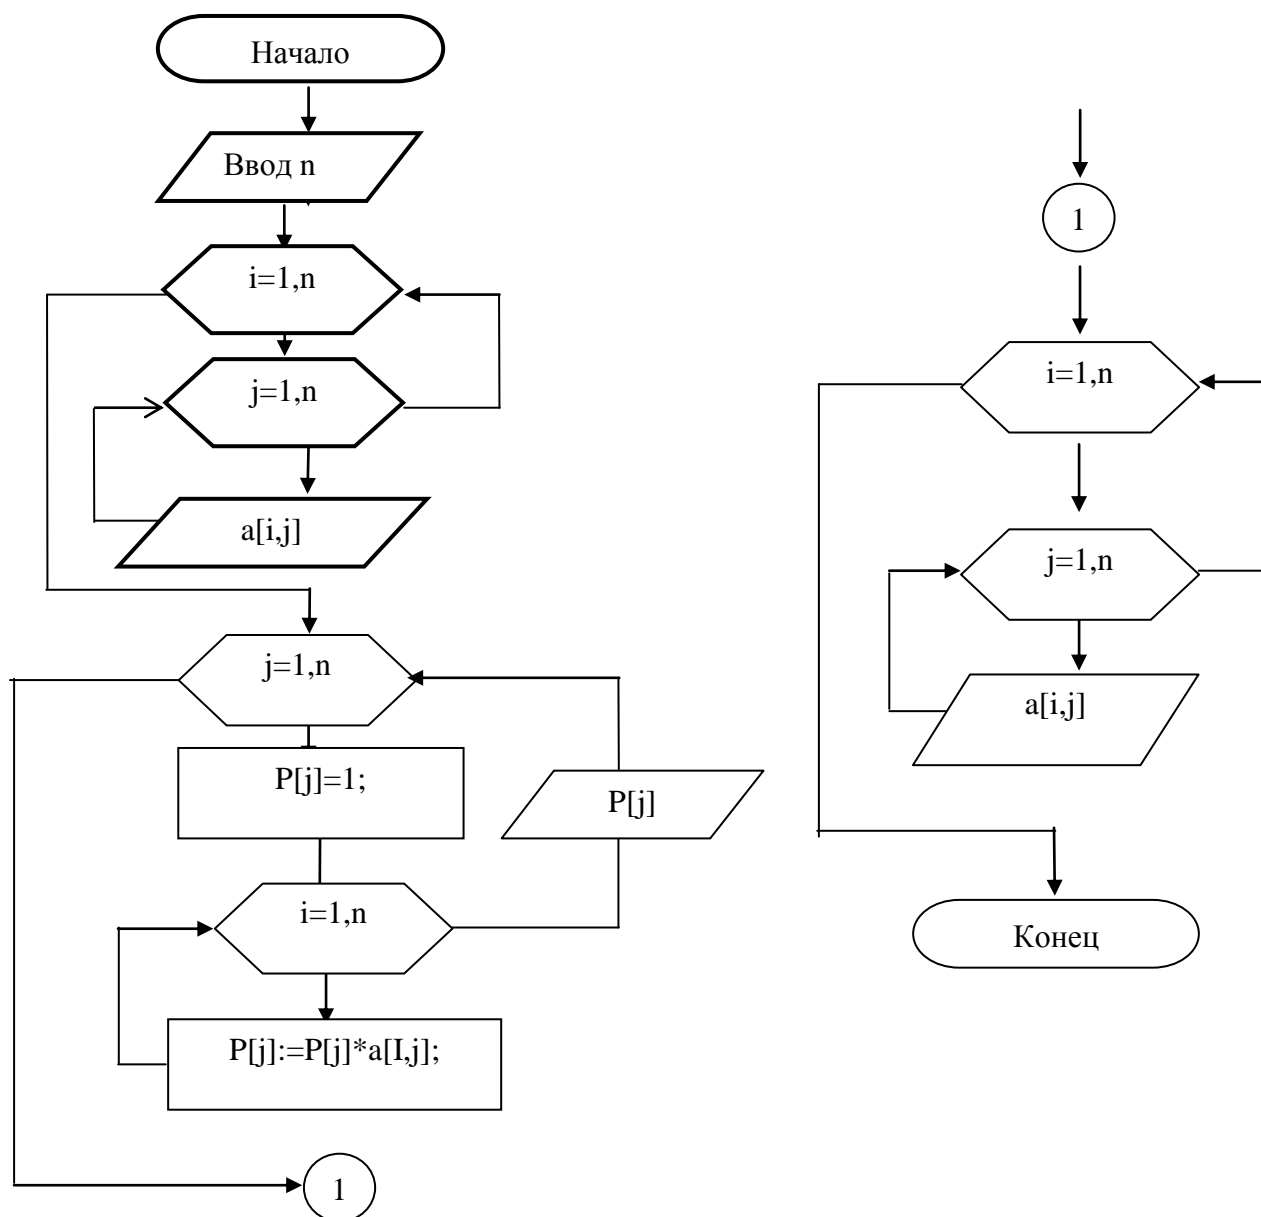 Начало
Ввод n
i=1,n
j=1,n
a[i,j]
j=1,n
P[j]=1;
P[j]
i=1,n
P[j]:=P[j]*a[I,j];
1
1
i=1,n
j=1,n
a[i,j]
Конец